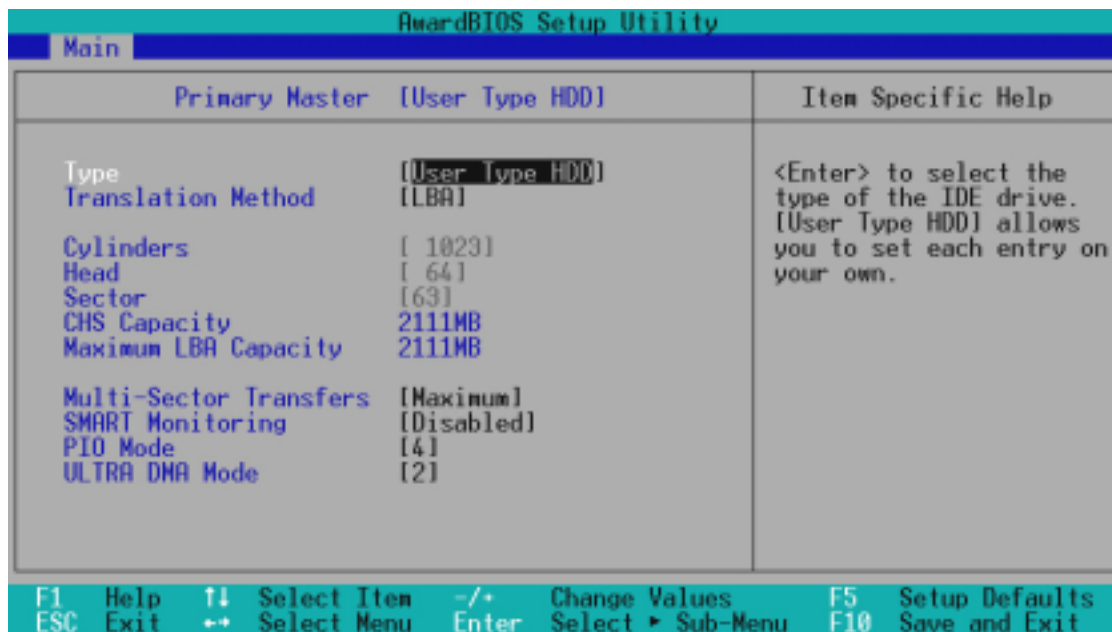 AwardBIOS Setup Utility
Main
Primary Master [User Type HDD]
Item Specific Help
Type [User Type HDD]
Translation Method [LBA]
Cylinders [ 1023]
Head [ 64]
Sector [63]
CHS Capacity 2111MB
Maximum LBA Capacity 2111MB
Multi-Sector Transfers [Maximum]
SMART Monitoring [Disabled]
PIO Mode [4]
ULTRA DMA Mode [2]
<Enter> to select the
type of the IDE drive.
[User Type HDD] allows
you to set each entry on
your own.
F1 Help ↑↓ Select Item -/+ Change Values F5 Setup Defaults
ESC Exit ←→ Select Menu Enter Select ► Sub-Menu F10 Save and Exit